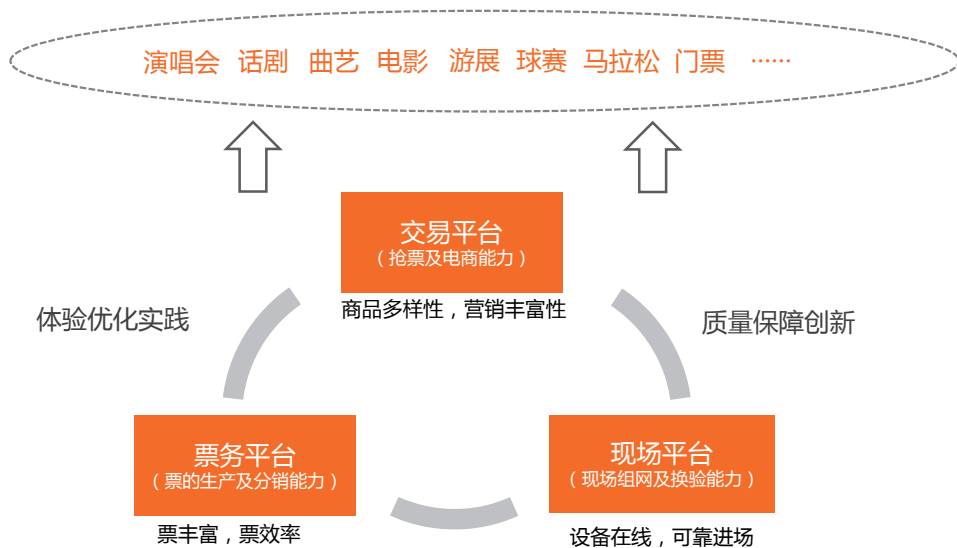 演唱会 话剧 曲艺 电影 游展 球赛 马拉松 门票 ……
交易平台
（抢票及电商能力）
商品多样性，营销丰富性
体验优化实践
质量保障创新
票务平台
（票的生产及分销能力）
票丰富，票效率
现场平台
（现场组网及换验能力）
设备在线，可靠进场